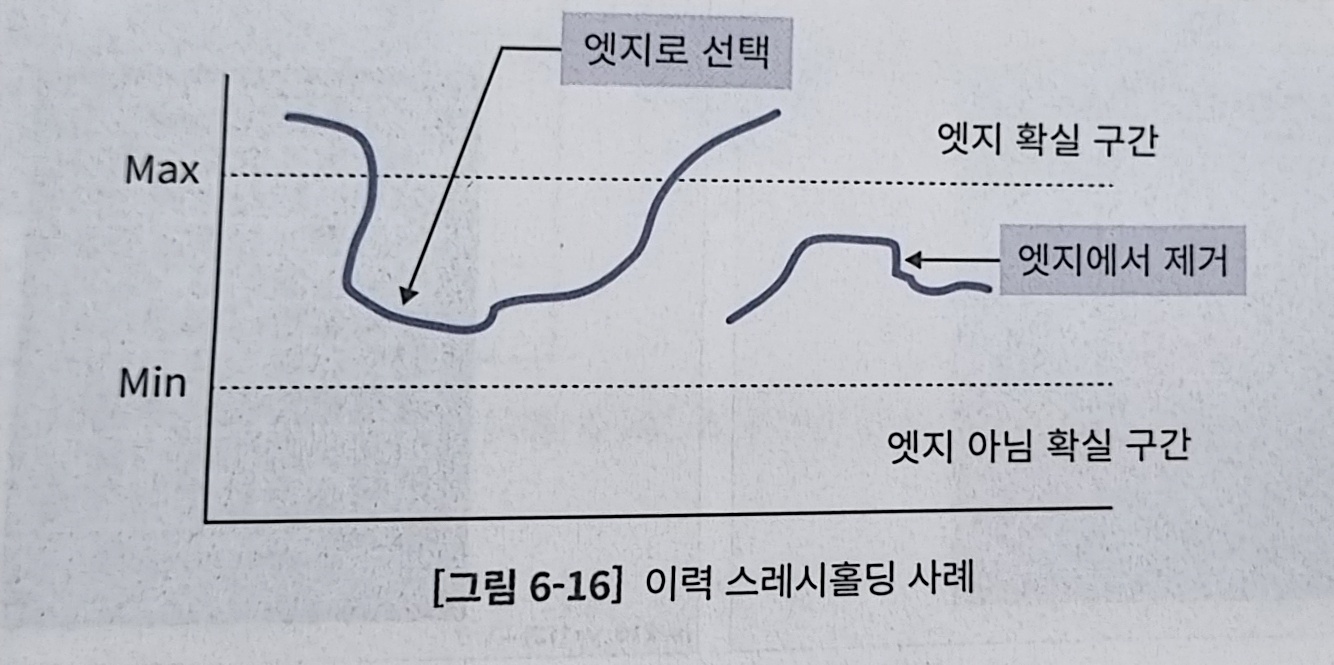 엣지로 선택
엣지 확실 구간
Max
엣지에서 제거
Min
엣지 아님 확실 구간
[그림 6-16] 이력 스레시홀딩 사례